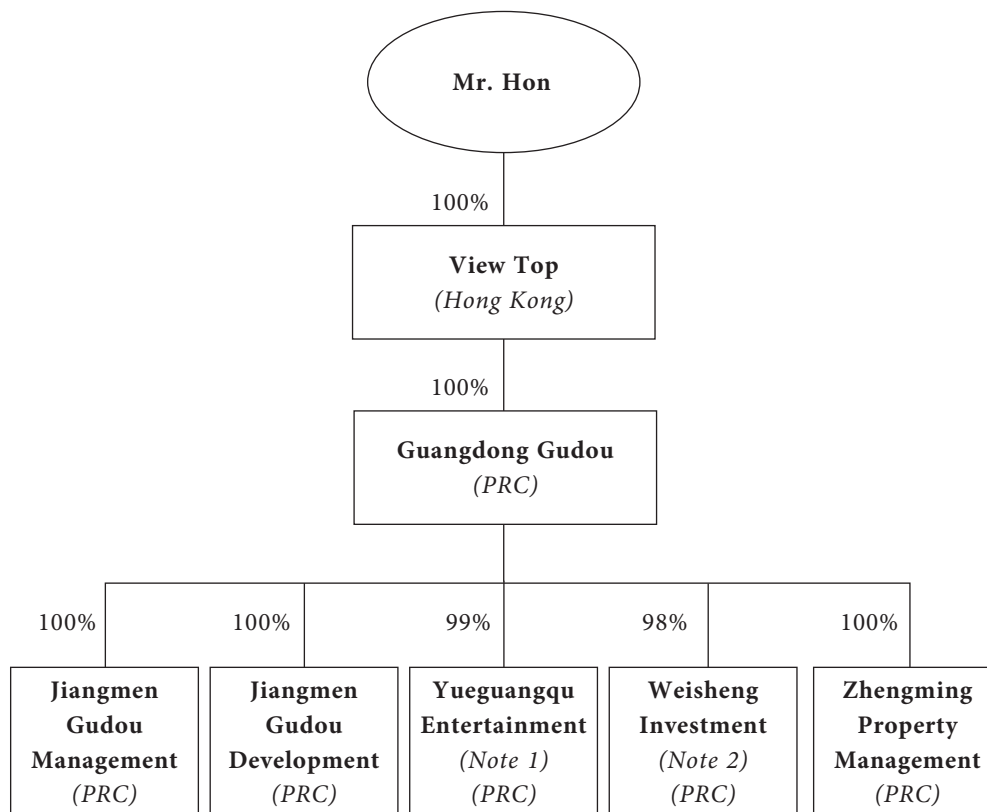 Mr. Hon
100%
View Top
(Hong Kong)
100%
Guangdong Gudou
(PRC)
100%
100%
99%
98%
100%
Jiangmen
Gudou
Management
(PRC)
Jiangmen
Gudou
Development
(PRC)
Yueguangqu
Entertainment
(Note 1)
(PRC)
Weisheng
Investment
(Note 2)
(PRC)
Zhengming
Property
Management
(PRC)